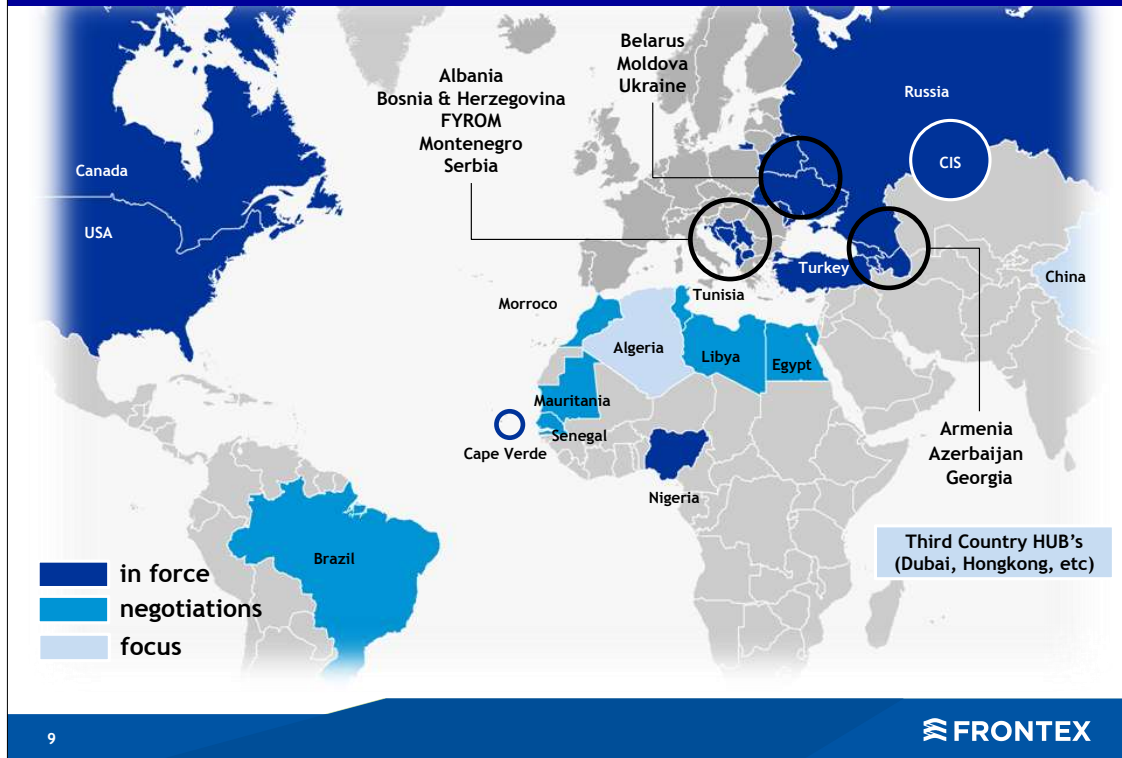 Belarus
Moldova
Ukraine
Albania
Bosnia & Herzegovina
FYROM
Montenegro
Serbia
Russia
CIS
Canada
USA
Turkey
China
Morroco
Tunisia
Algeria
Libya
Egypt
Mauritania
Senegal
Cape Verde
Nigeria
Armenia
Azerbaijan
Georgia
Brazil
Third Country HUB's
(Dubai, Hongkong, etc)
in force
negotiations
focus
9
FRONTEX